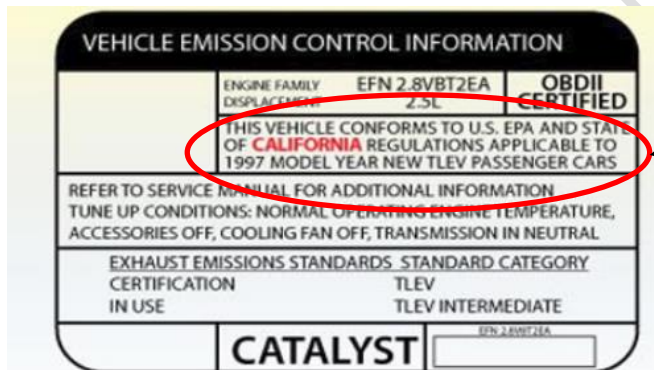 VEHICLE EMISSION CONTROL INFORMATION
ENGINE FAMILY EFN 2.8VBT2EA
DISPLACEMENT 2.5L
OBDII
CERTIFIED
THIS VEHICLE CONFORMS TO U.S. EPA AND STATE
OF CALIFORNIA REGULATIONS APPLICABLE TO
1997 MODEL YEAR NEW TLEV PASSENGER CARS
REFER TO SERVICE MANUAL FOR ADDITIONAL INFORMATION
TUNE UP CONDITIONS: NORMAL OPERATING ENGINE TEMPERATURE,
ACCESSORIES OFF, COOLING FAN OFF, TRANSMISSION IN NEUTRAL
EXHAUST EMISSIONS STANDARDS STANDARD CATEGORY
CERTIFICATION TLEV
IN USE TLEV INTERMEDIATE
CATALYST